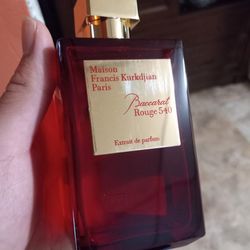 Maison
Francis Kurkdjian
Paris
Baccarat
Rouge 540
Extrait de parfum